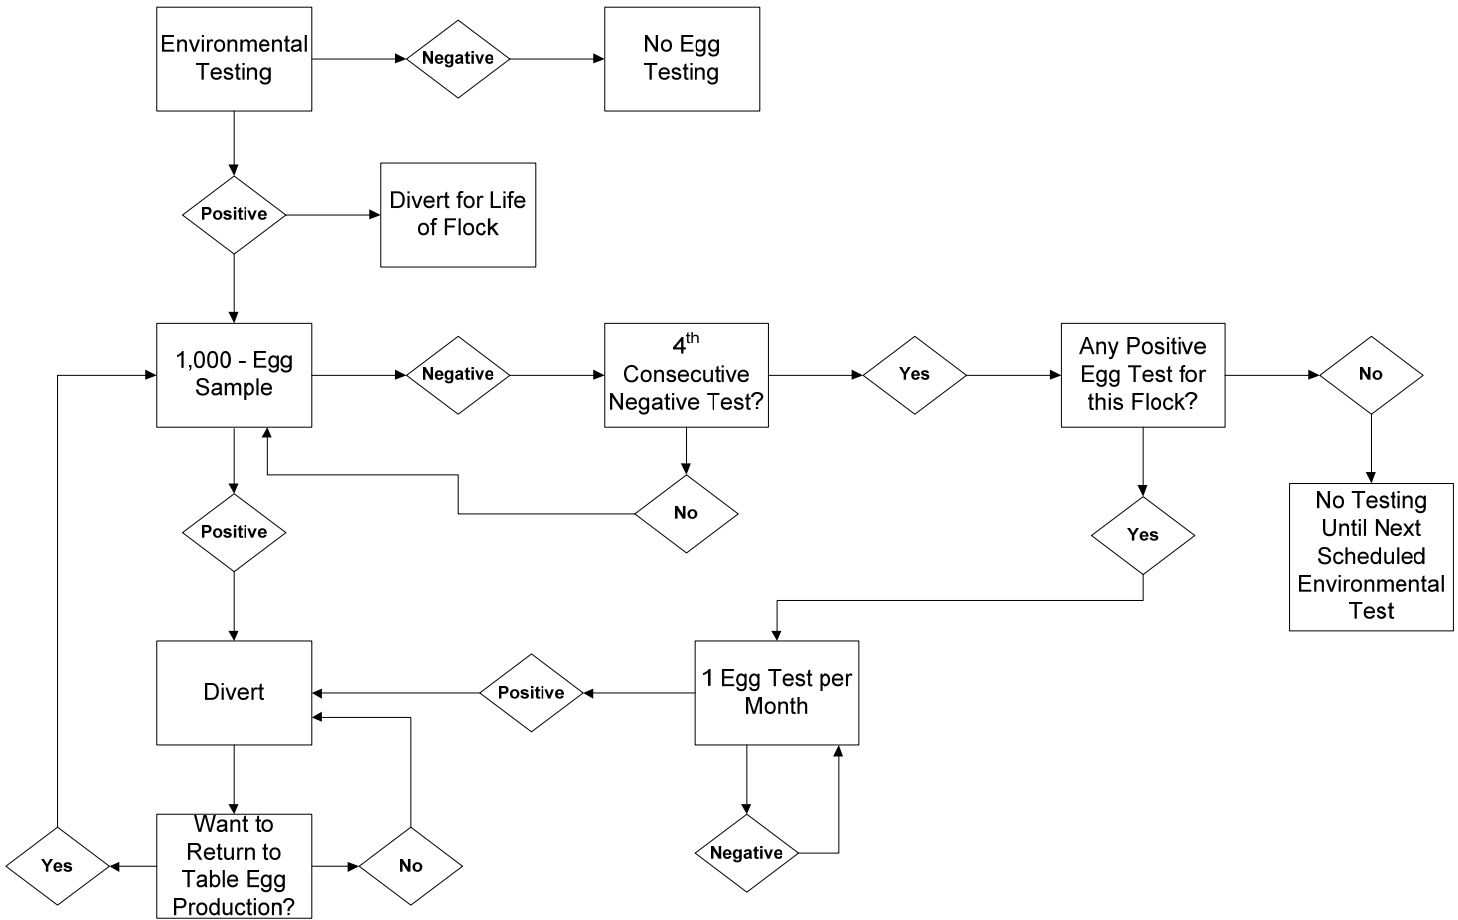 Environmental
Testing
Negative
No Egg
Testing
Positive
Divert for Life
of Flock
1,000 - Egg
Sample
Negative
4th
Consecutive
Negative Test?
Yes
Any Positive
Egg Test for
this Flock?
No
Positive
No
Yes
No Testing
Until Next
Scheduled
Environmental
Test
Divert
Positive
1 Egg Test per
Month
Yes
Want to
Return to
Table Egg
Production?
No
Negative